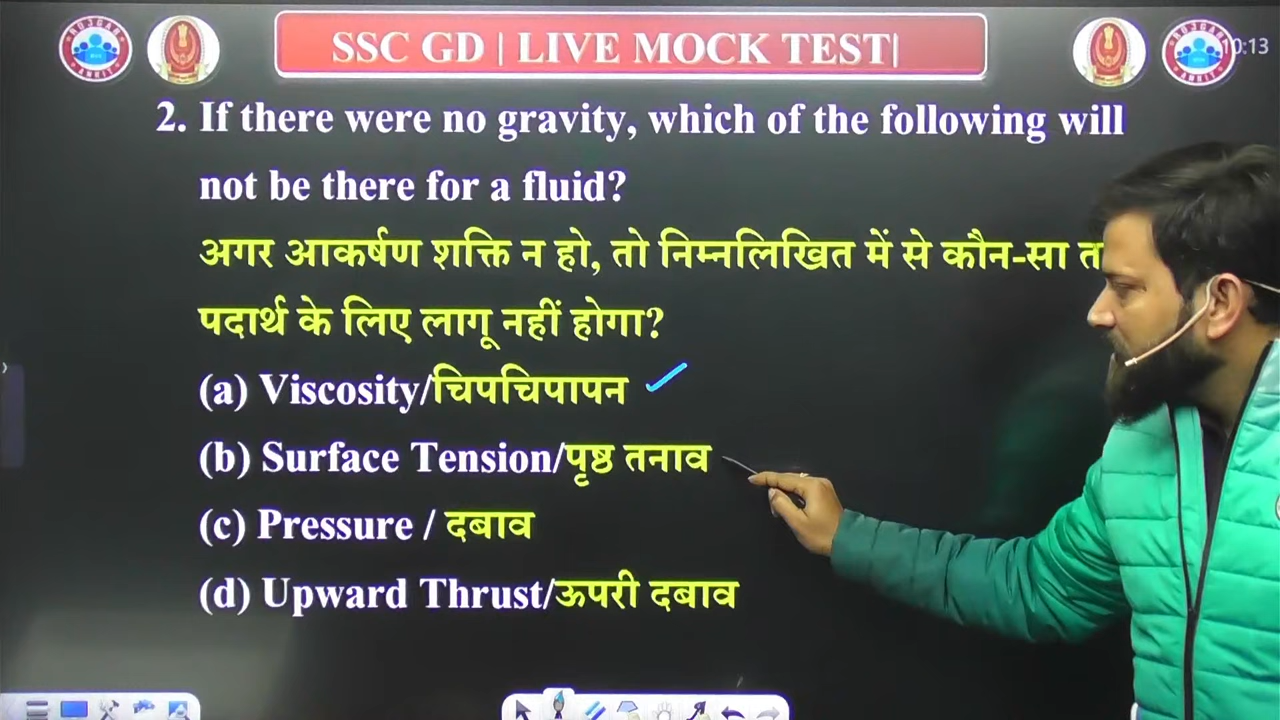 SSC GD | LIVE MOCK TEST|
0:13
2. If there were no gravity, which of the following will
not be there for a fluid?
अगर आकर्षण शक्ति न हो, तो निम्नलिखित में से कौन-सा त
पदार्थ के लिए लागू नहीं होगा?
(a) Viscosity/चिपचिपापन
(b) Surface Tension/पृष्ठ तनाव
(c) Pressure / दबाव
(d) Upward Thrust/ऊपरी दबाव